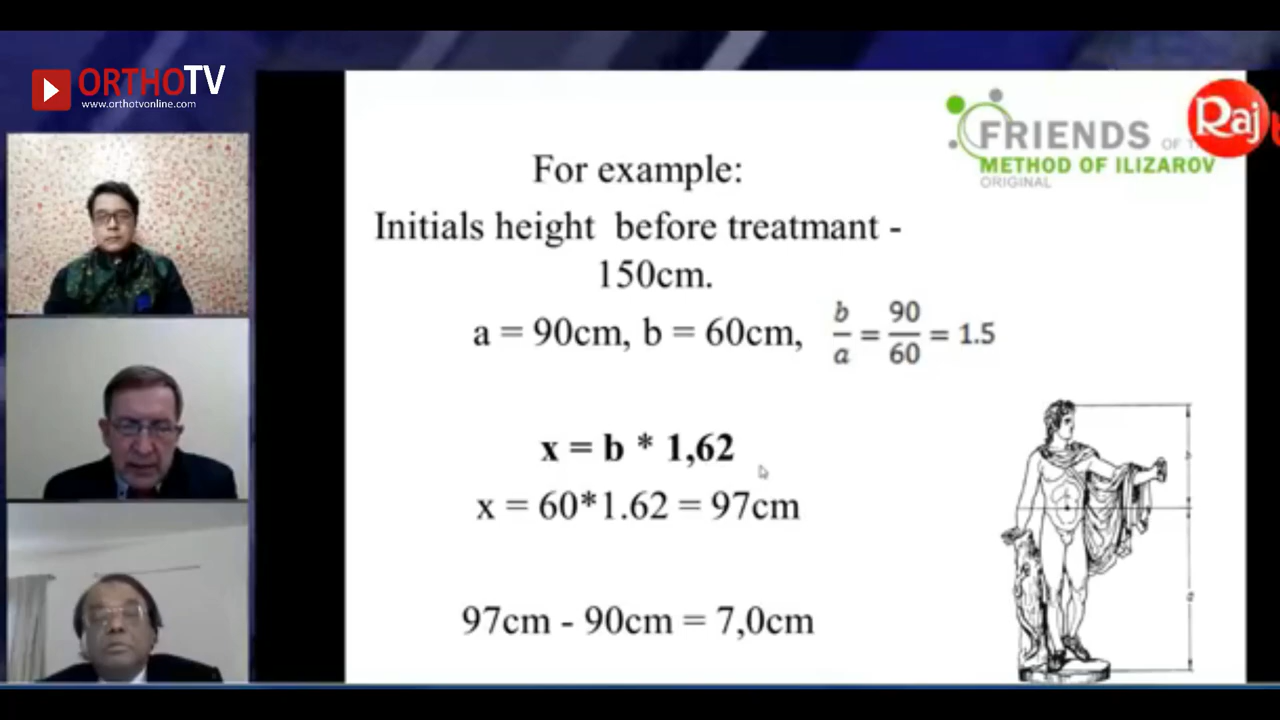 ORTHOTV
www.orthotvonline.com
FRIENDS OF
METHOD OF ILIZAROV
ORIGINAL
Raj
For example:
Initials height before treatmant -
150cm.
a = 90cm, b = 60cm, b/a = 90/60 = 1.5
x = b * 1,62
x = 60*1.62 = 97cm
97cm - 90cm = 7,0cm